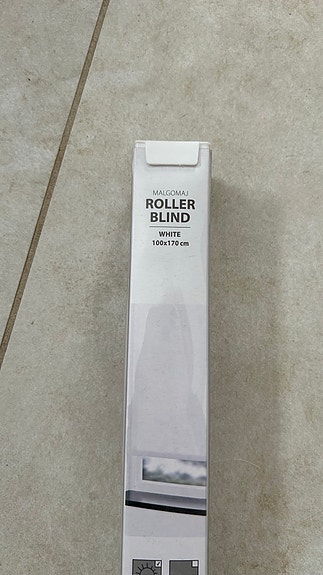 MALGOMAJ
ROLLER
BLIND
WHITE
100x170 cm